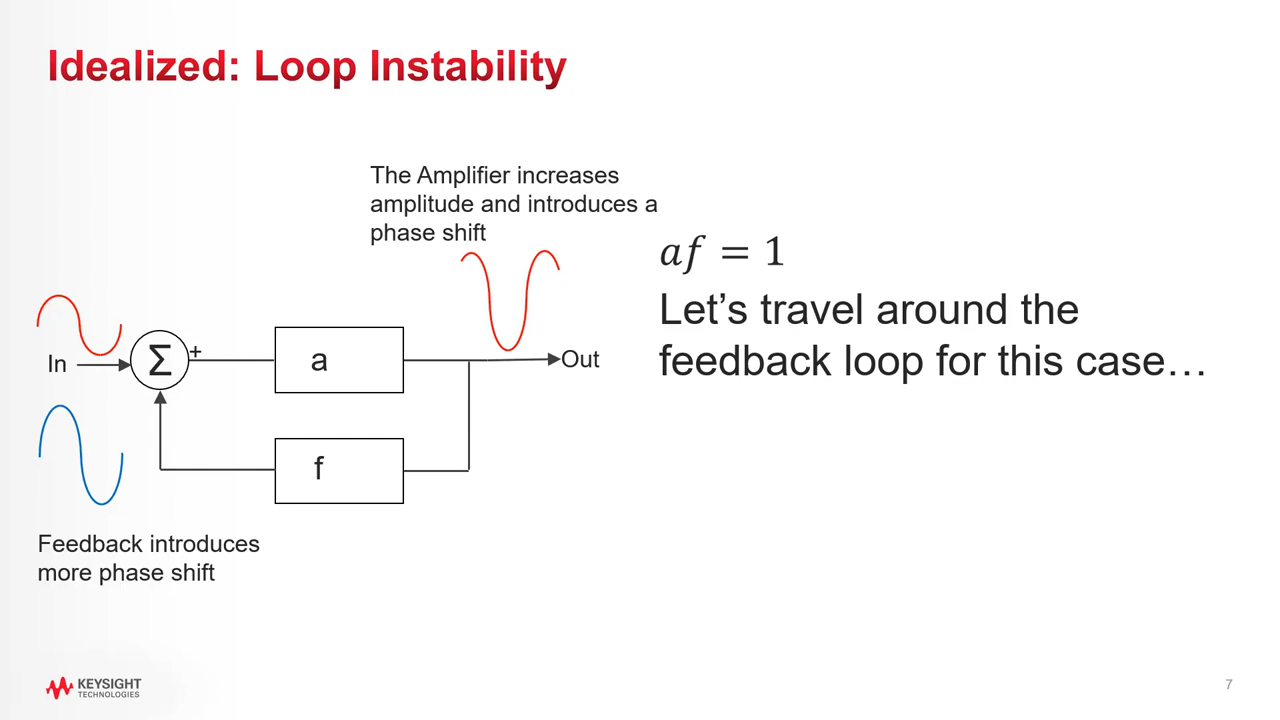 Idealized: Loop Instability
The Amplifier increases
amplitude and introduces a
phase shift
af = 1
Let’s travel around the
feedback loop for this case…
In
Σ
+
a
Out
f
Feedback introduces
more phase shift
KEYSIGHT
TECHNOLOGIES
7